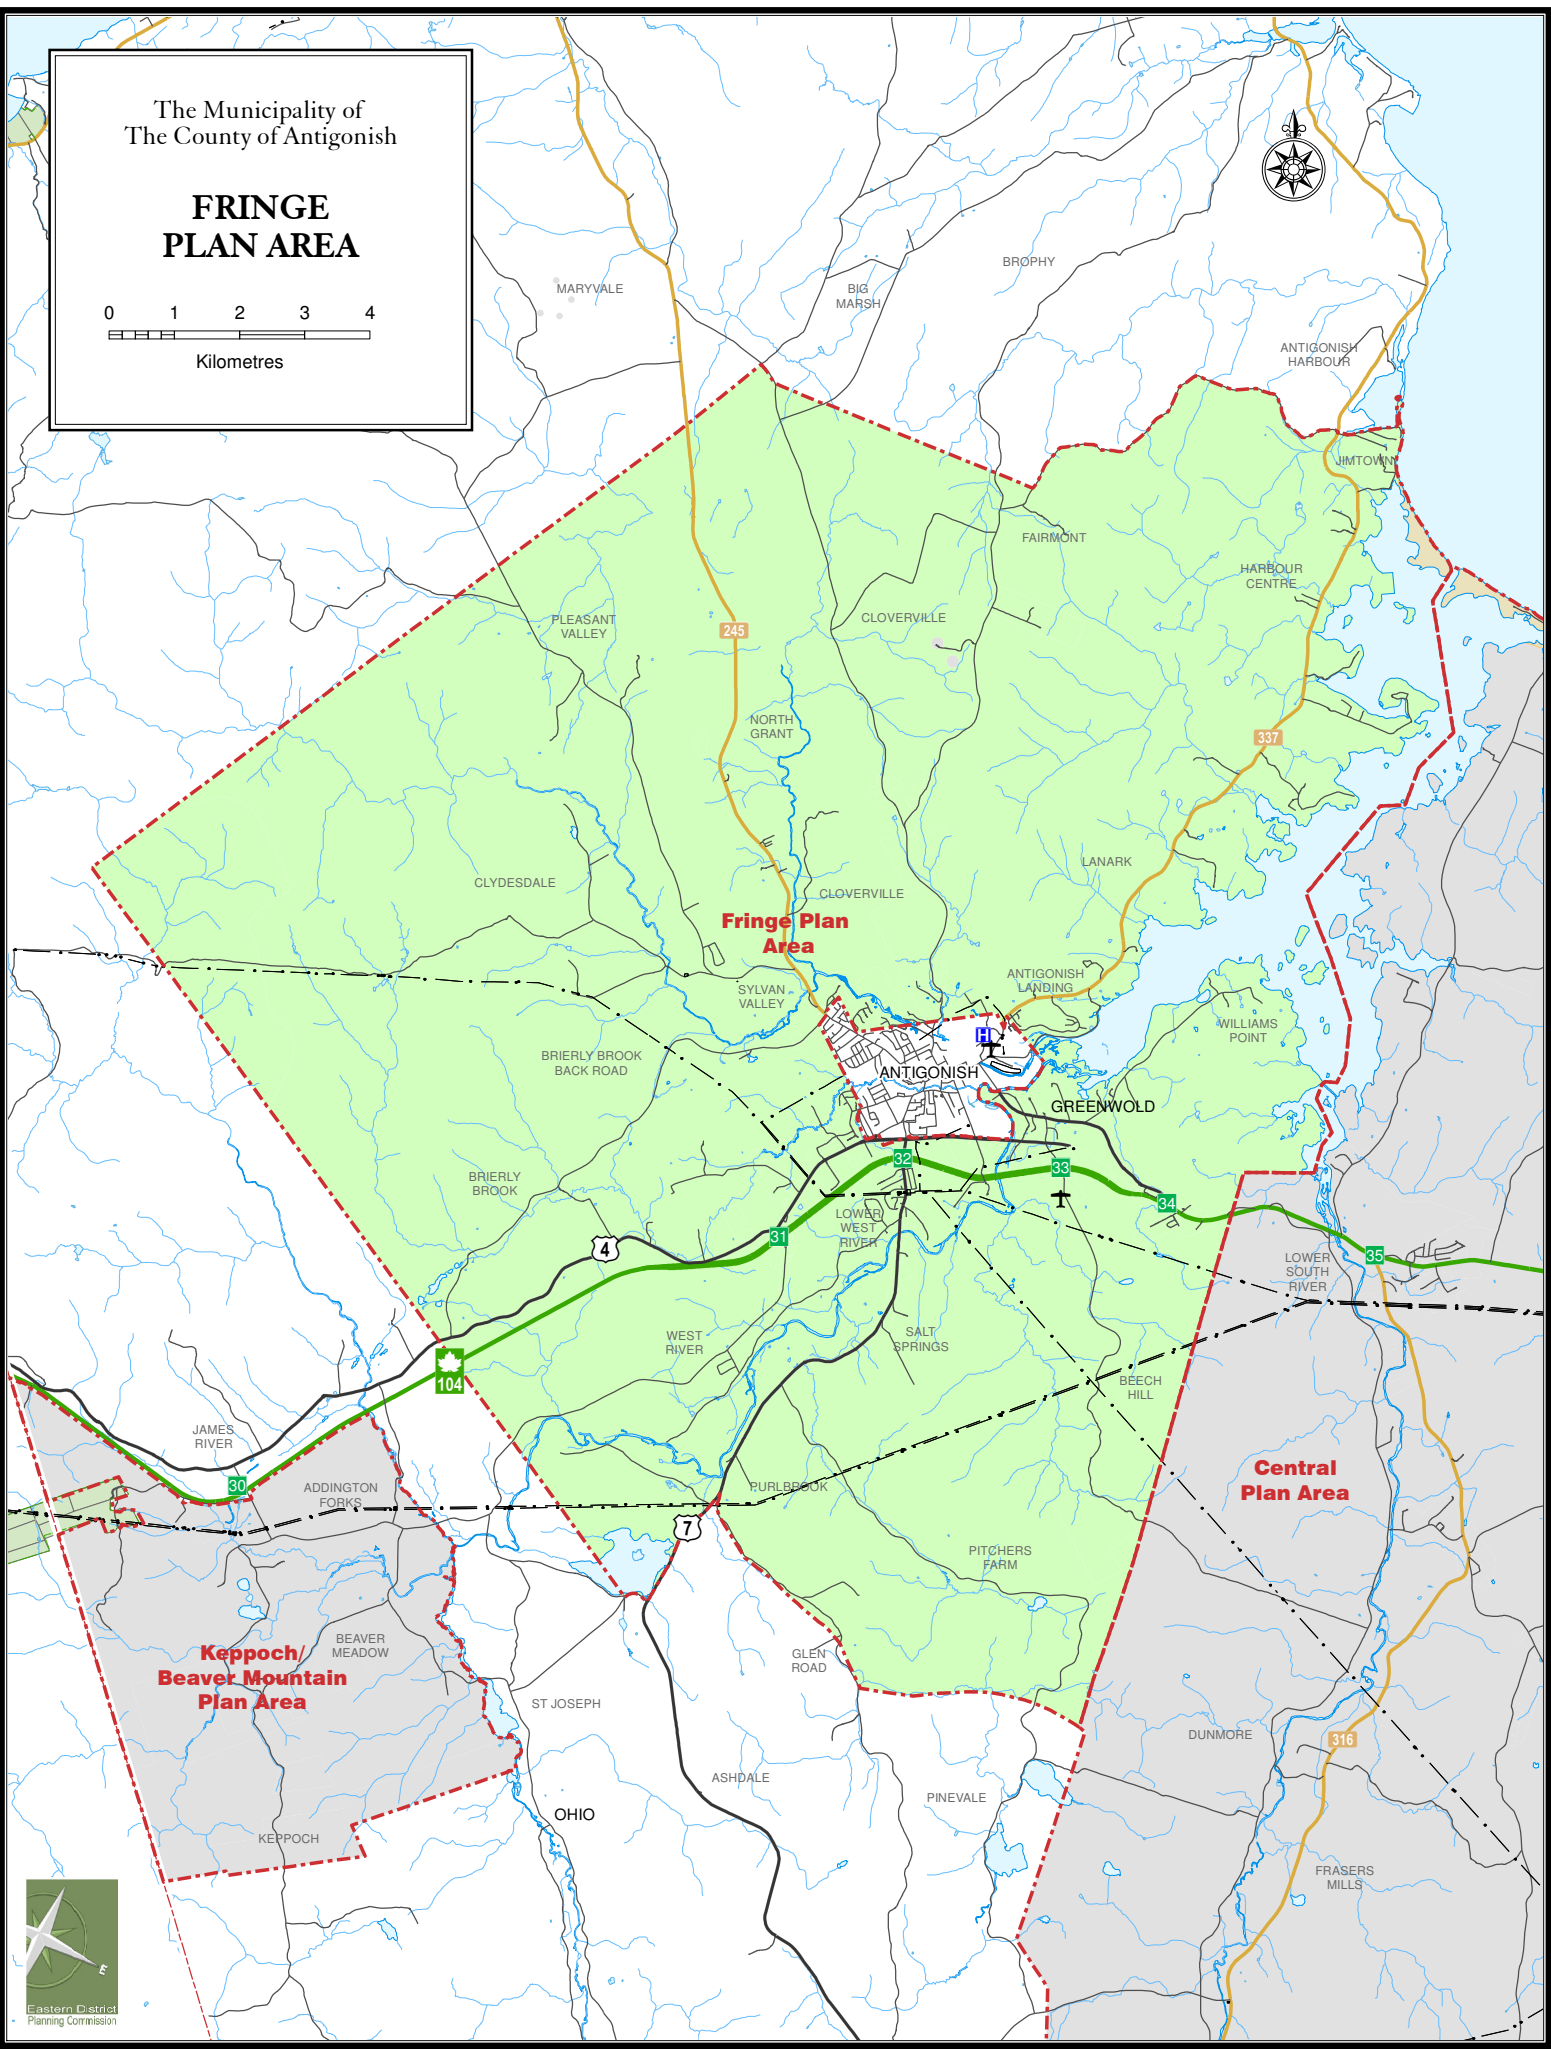 The Municipality of
The County of Antigonish
FRINGE
PLAN AREA
0 1 2 3 4
Kilometres
MARYVALE
BIG
MARSH
BROPHY
ANTIGONISH
HARBOUR
JIMTOWN
FAIRMONT
HARBOUR
CENTRE
PLEASANT
VALLEY
245
CLOVERVILLE
NORTH
GRANT
337
CLYDESDALE
CLOVERVILLE
LANARK
Fringe Plan
Area
SYLVAN
VALLEY
ANTIGONISH
LANDING
WILLIAMS
POINT
H
BRIERLY BROOK
BACK ROAD
ANTIGONISH
GREENWOLD
32
33
34
BRIERLY
BROOK
LOWER
WEST
RIVER
4
31
35
LOWER
SOUTH
RIVER
WEST
RIVER
SALT
SPRINGS
104
BEECH
HILL
JAMES
RIVER
30
ADDINGTON
FORKS
PURLBROOK
Central
Plan Area
7
PITCHERS
FARM
BEAVER
MEADOW
Keppoch/
Beaver Mountain
Plan Area
GLEN
ROAD
ST JOSEPH
DUNMORE
316
ASHDALE
PINEVALE
OHIO
KEPPOCH
FRASERS
MILLS
E
Eastern District
Planning Commission